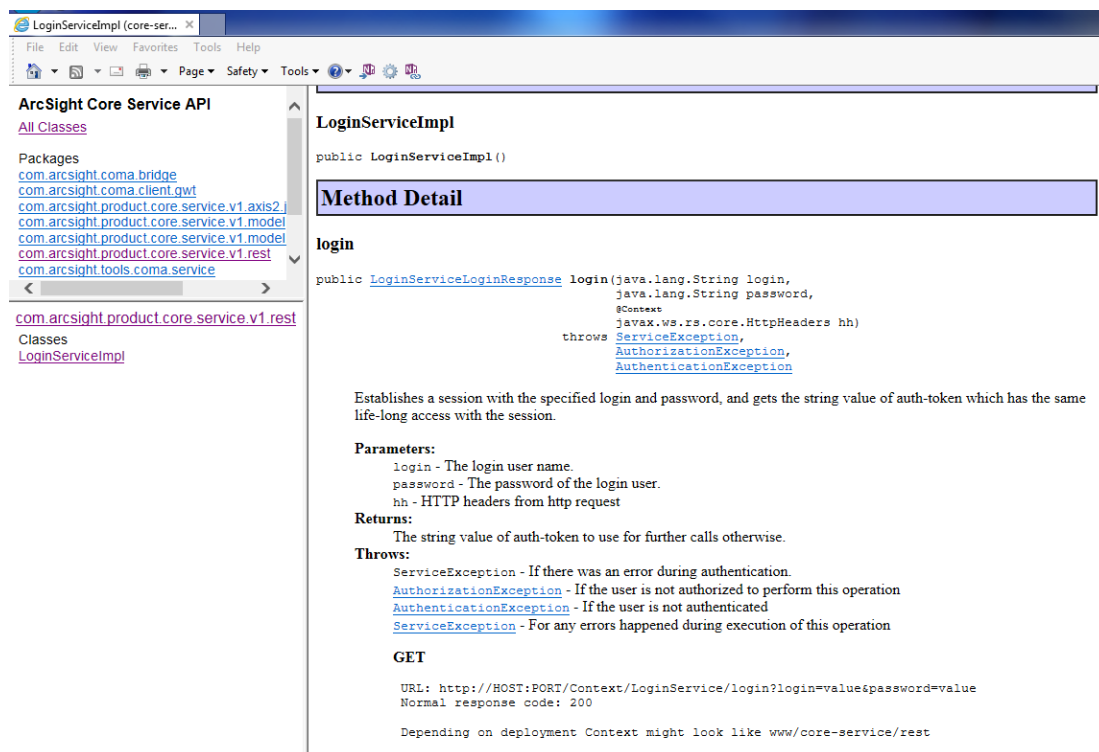 LoginServiceImpl (core-ser...
File Edit View Favorites Tools Help
Page Safety Tools
ArcSight Core Service API
All Classes
Packages
com.arcsight.coma.bridge
com.arcsight.coma.client.gwt
com.arcsight.product.core.service.v1.axis2.j
com.arcsight.product.core.service.v1.model
com.arcsight.product.core.service.v1.model
com.arcsight.product.core.service.v1.rest
com.arcsight.tools.coma.service
com.arcsight.product.core.service.v1.rest
Classes
LoginServiceImpl
LoginServiceImpl
public LoginServiceImpl()
Method Detail
login
public LoginServiceLoginResponse login(java.lang.String login,
java.lang.String password,
@Context
javax.ws.rs.core.HttpHeaders hh)
throws ServiceException,
AuthorizationException,
AuthenticationException
Establishes a session with the specified login and password, and gets the string value of auth-token which has the same
life-long access with the session.
Parameters:
login - The login user name.
password - The password of the login user.
hh - HTTP headers from http request
Returns:
The string value of auth-token to use for further calls otherwise.
Throws:
ServiceException - If there was an error during authentication.
AuthorizationException - If the user is not authorized to perform this operation
AuthenticationException - If the user is not authenticated
ServiceException - For any errors happened during execution of this operation
GET
URL: http://HOST:PORT/Context/LoginService/login?login=value&password=value
Normal response code: 200
Depending on deployment Context might look like www/core-service/rest